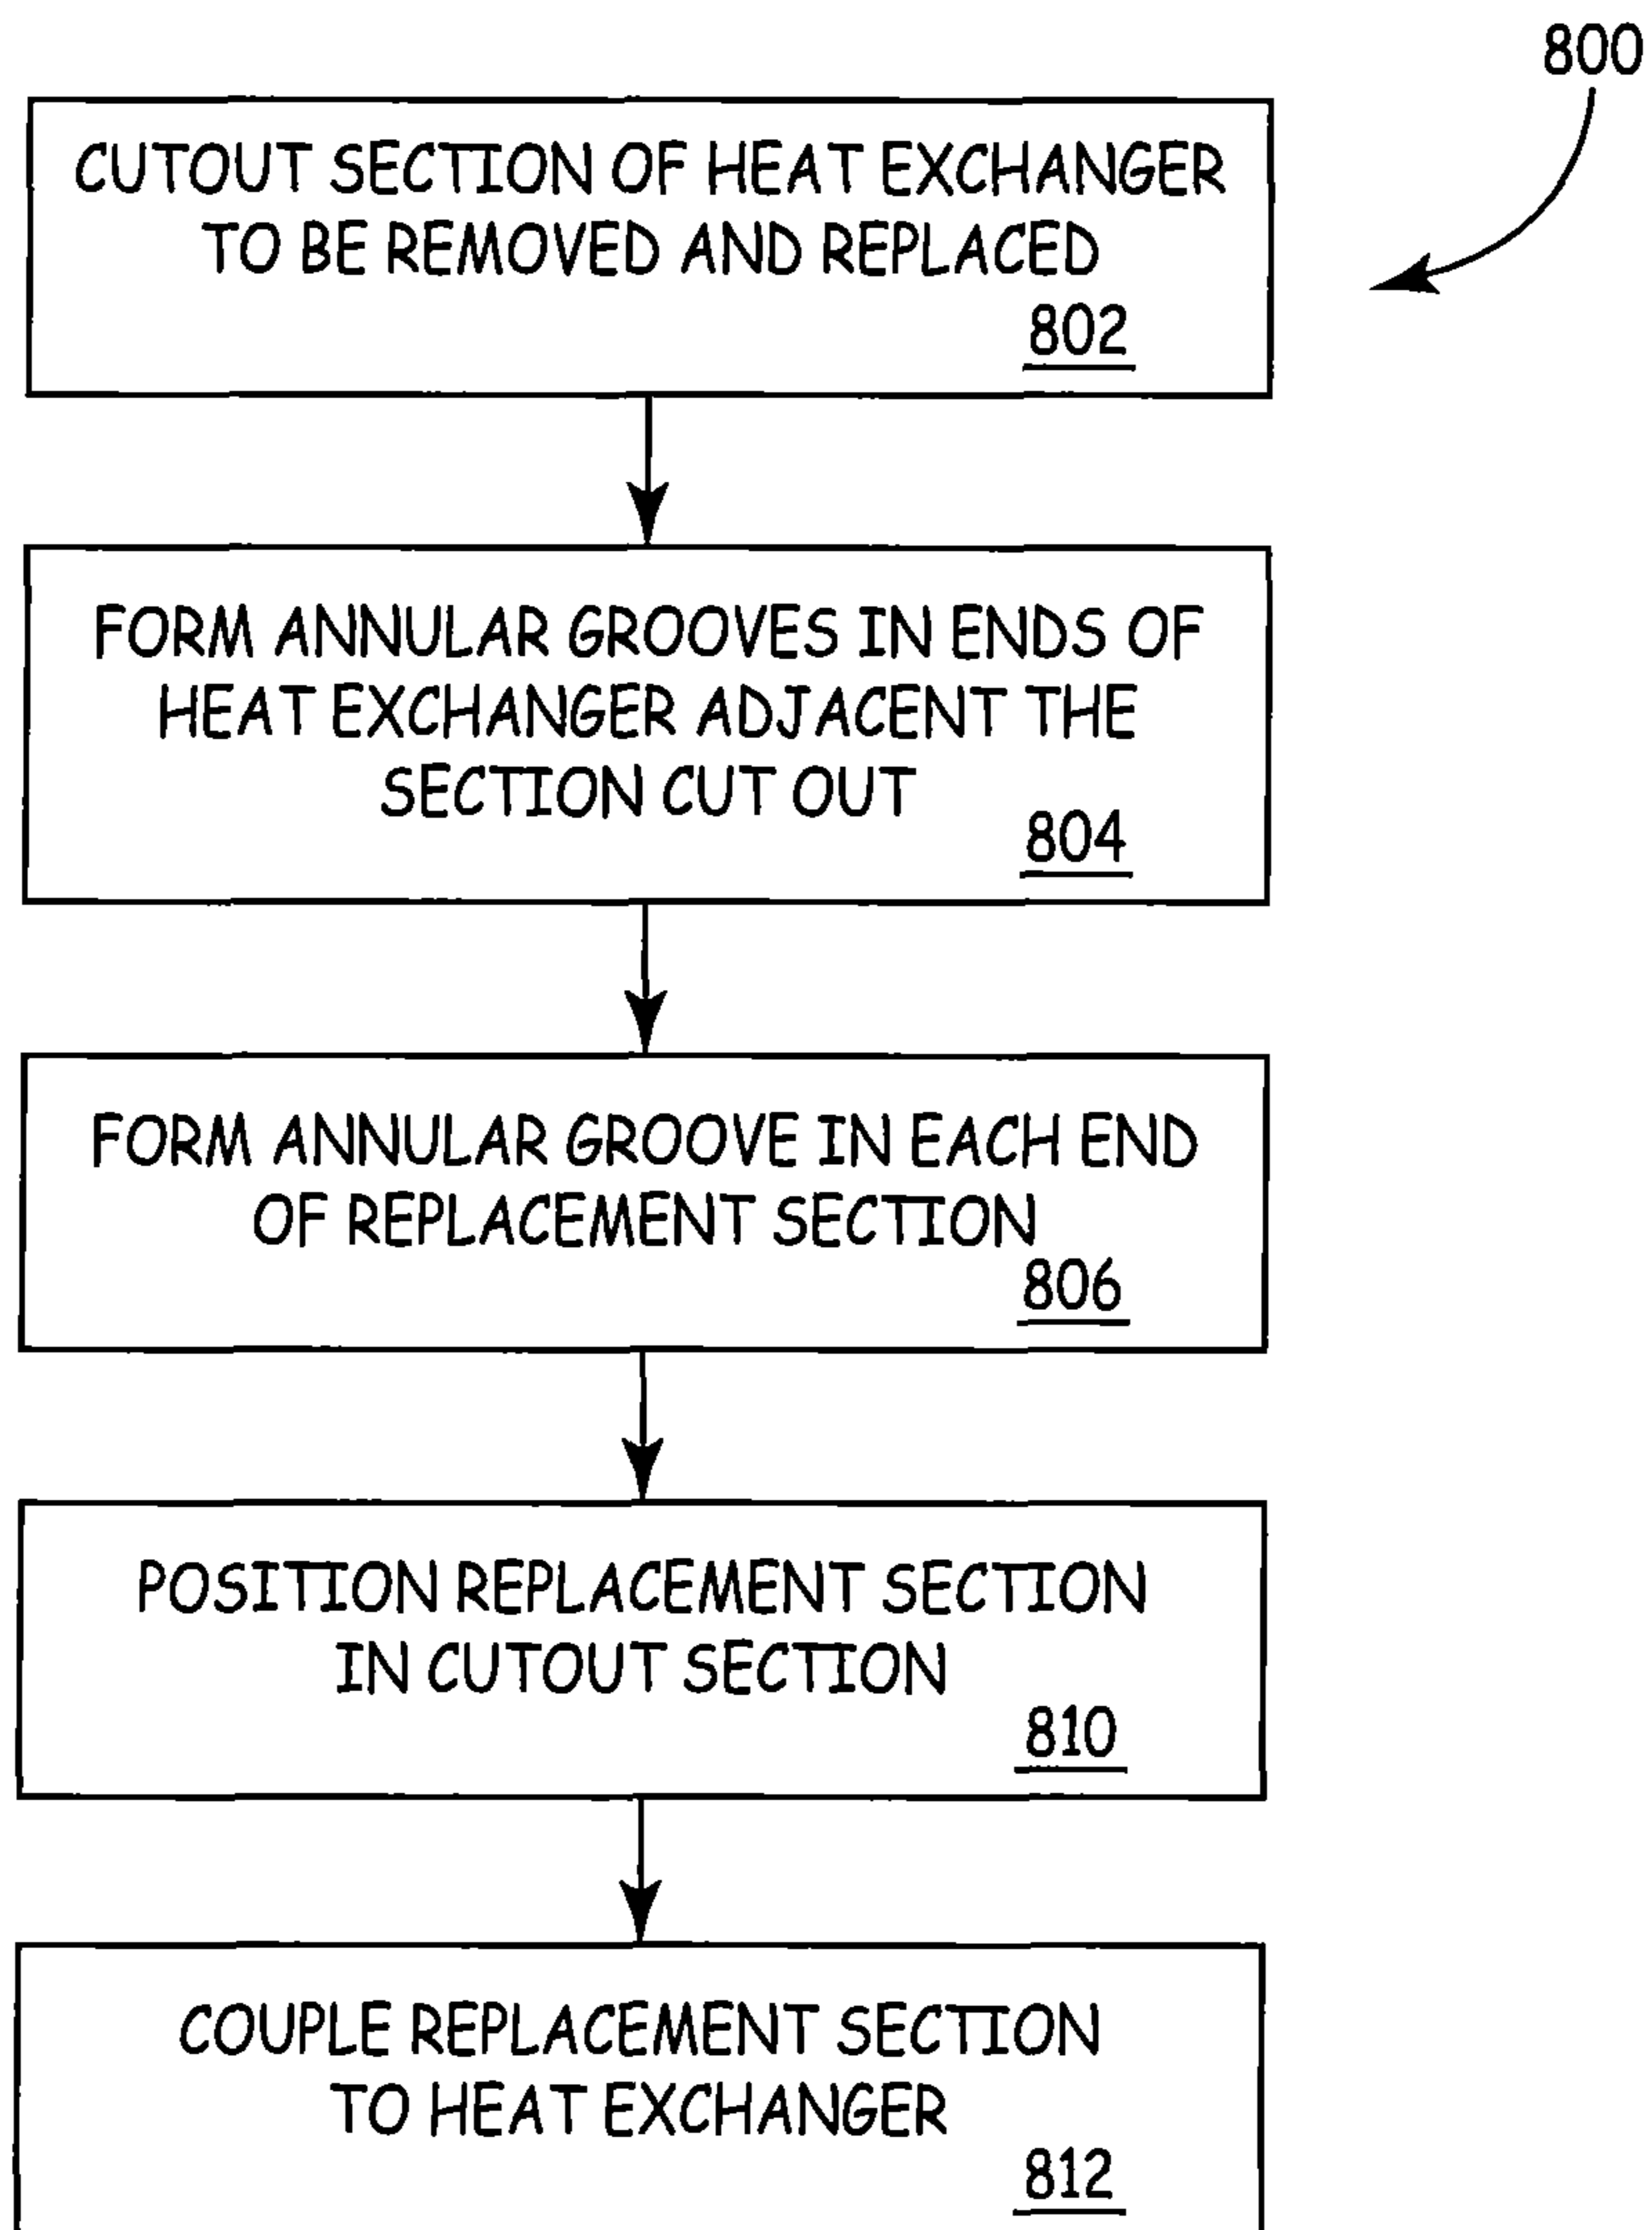 800
CUTOUT SECTION OF HEAT EXCHANGER
TO BE REMOVED AND REPLACED
802
FORM ANNULAR GROOVES IN ENDS OF
HEAT EXCHANGER ADJACENT THE
SECTION CUT OUT
804
FORM ANNULAR GROOVE IN EACH END
OF REPLACEMENT SECTION
806
POSITION REPLACEMENT SECTION
IN CUTOUT SECTION
810
COUPLE REPLACEMENT SECTION
TO HEAT EXCHANGER
812